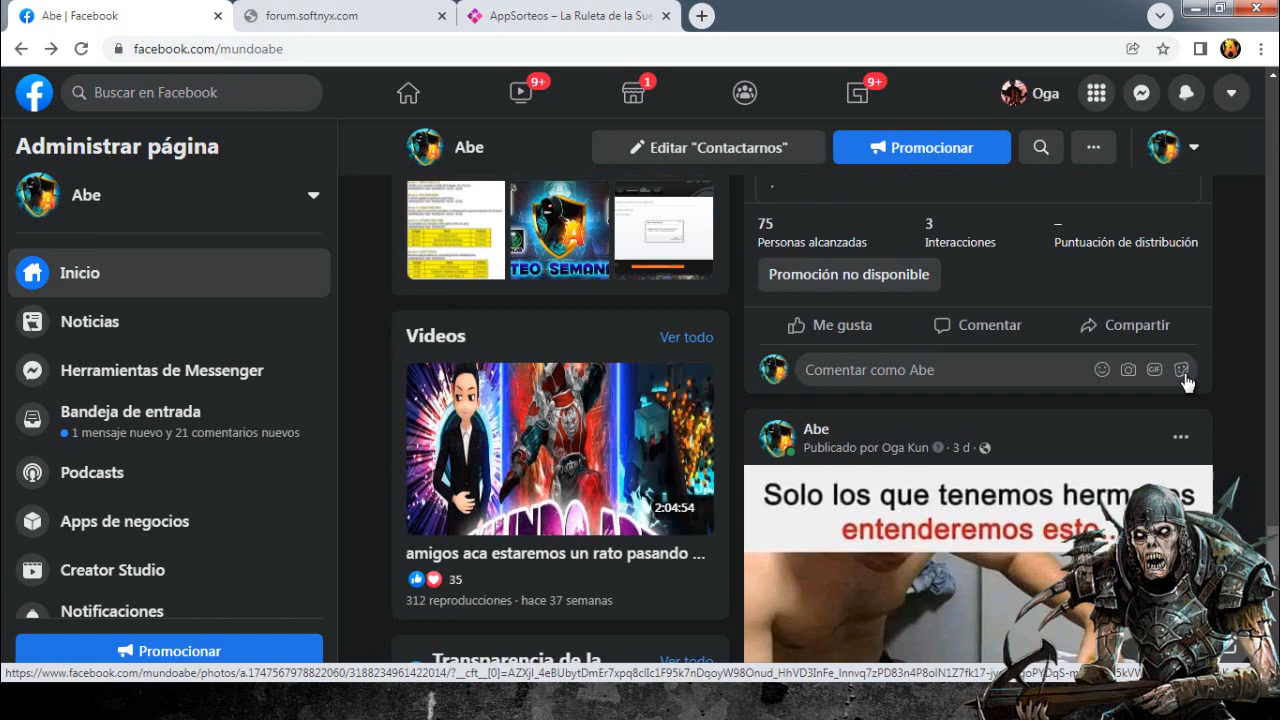 Abe | Facebook
forum.softnyx.com
AppSorteos – La Ruleta de la Sue
facebook.com/mundoabe
Buscar en Facebook
9+
1
9+
Oga
Administrar página
Abe
Editar "Contactarnos"
Promocionar
Abe
Inicio
Noticias
Herramientas de Messenger
Bandeja de entrada
1 mensaje nuevo y 21 comentarios nuevos
Podcasts
Apps de negocios
Creator Studio
Notificaciones
Promocionar
TEO SEMANA
Videos
Ver todo
2:04:54
amigos aca estaremos un rato pasando ...
35
312 reproducciones · hace 37 semanas
Transparencia de la
Ver todo
75
Personas alcanzadas
3
Interacciones
–
Puntuación de distribución
Promoción no disponible
Me gusta
Comentar
Compartir
Comentar como Abe
GIF
Abe
Publicado por Oga Kun · 3 d ·
Solo los que tenemos herm
entenderemos esto